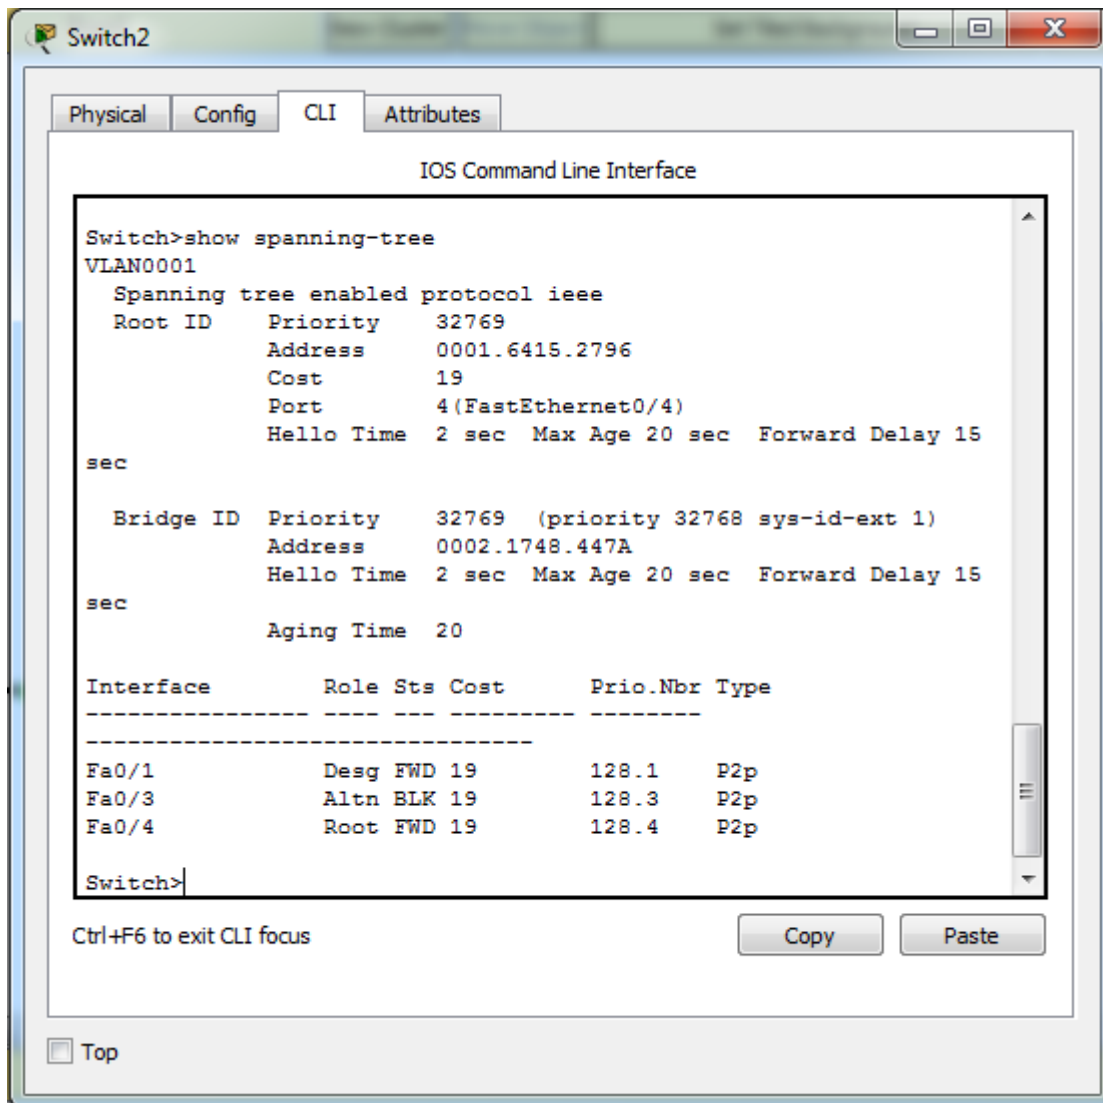 Switch2
Physical Config CLI Attributes
IOS Command Line Interface
Switch>show spanning-tree
VLAN0001
  Spanning tree enabled protocol ieee
  Root ID    Priority    32769
             Address     0001.6415.2796
             Cost        19
             Port        4(FastEthernet0/4)
             Hello Time  2 sec  Max Age 20 sec  Forward Delay 15
sec
  Bridge ID  Priority    32769  (priority 32768 sys-id-ext 1)
             Address     0002.1748.447A
             Hello Time  2 sec  Max Age 20 sec  Forward Delay 15
sec
             Aging Time  20
Interface        Role Sts Cost      Prio.Nbr Type
---------------- ---- --- --------- --------
--------------------------------
Fa0/1            Desg FWD 19        128.1    P2p
Fa0/3            Altn BLK 19        128.3    P2p
Fa0/4            Root FWD 19        128.4    P2p
Switch>
Ctrl+F6 to exit CLI focus Copy Paste
Top